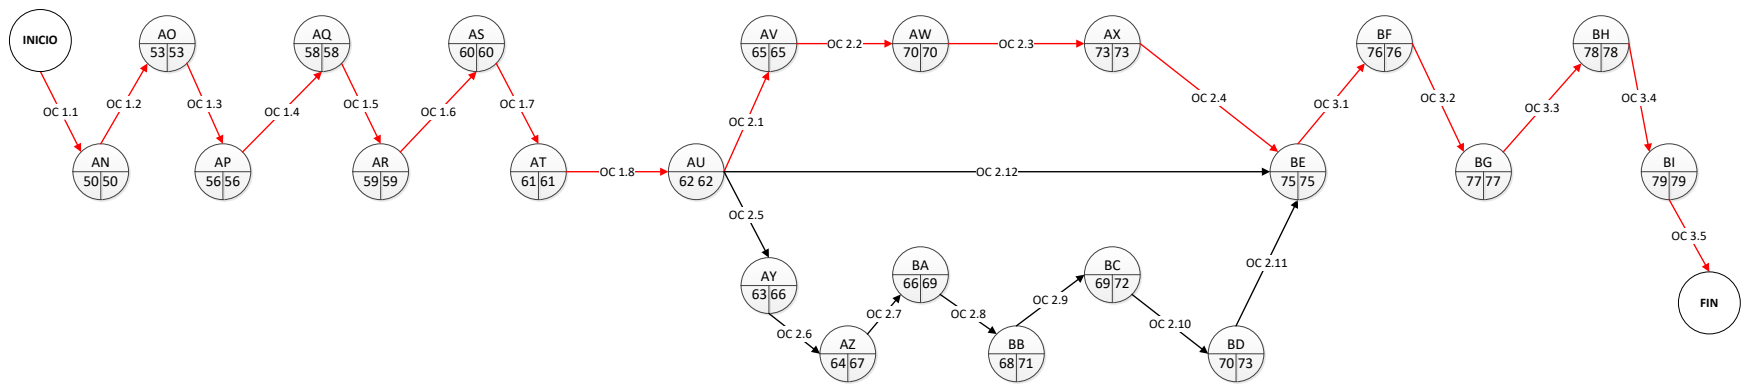 INICIO
OC 1.1
AN
50 50
OC 1.2
AO
53 53
OC 1.3
AP
56 56
OC 1.4
AQ
58 58
OC 1.5
AR
59 59
OC 1.6
AS
60 60
OC 1.7
AT
61 61
OC 1.8
AU
62 62
OC 2.1
AV
65 65
OC 2.2
AW
70 70
OC 2.3
AX
73 73
OC 2.4
OC 2.12
OC 2.5
AY
63 66
OC 2.6
AZ
64 67
OC 2.7
BA
66 69
OC 2.8
BB
68 71
OC 2.9
BC
69 72
OC 2.10
BD
70 73
OC 2.11
BE
75 75
OC 3.1
BF
76 76
OC 3.2
BG
77 77
OC 3.3
BH
78 78
OC 3.4
BI
79 79
OC 3.5
FIN